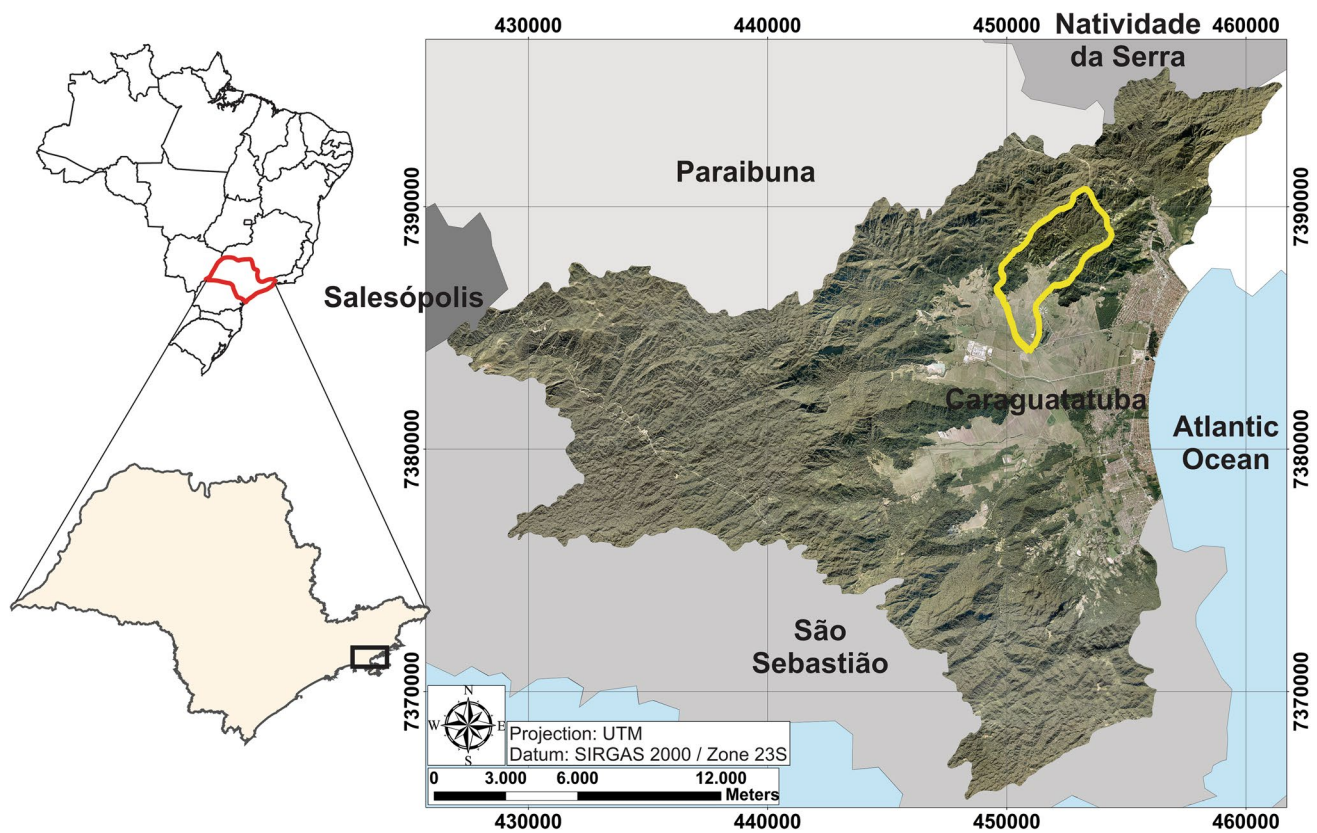 430000
440000
450000
460000
Natividade
da Serra
Paraibuna
7390000
7390000
Salesópolis
Caraguatatuba
Atlantic
Ocean
7380000
7380000
São
Sebastião
7370000
7370000
N
W
E
S
Projection: UTM
Datum: SIRGAS 2000 / Zone 23S
0 3.000 6.000 12.000
Meters
430000
440000
450000
460000